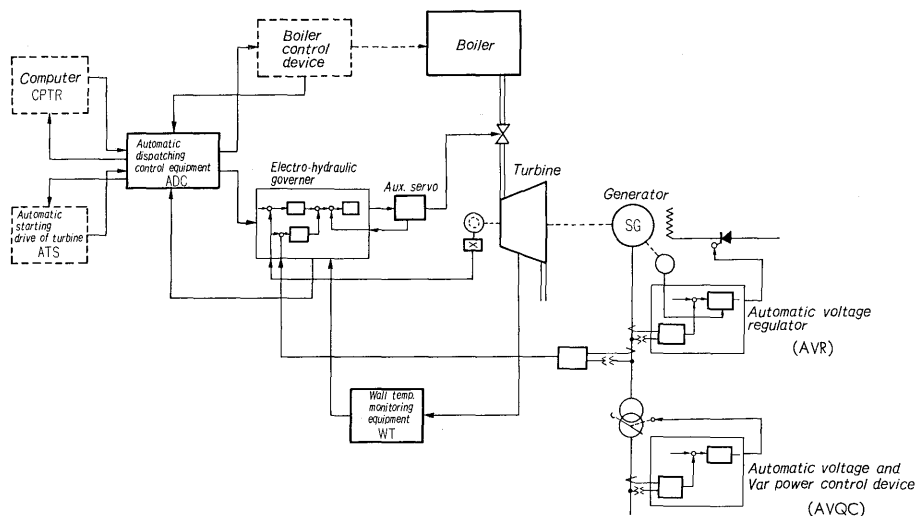 Boiler
control
device
Boiler
Computer
CPTR
Automatic
dispatching
control equipment
ADC
Electro-hydraulic
governer
Aux. servo
Turbine
Generator
SG
Automatic
starting
drive of turbine
ATS
Automatic voltage
regulator
(AVR)
Wall temp.
monitoring
equipment
WT
Automatic voltage and
Var power control device
(AVQC)